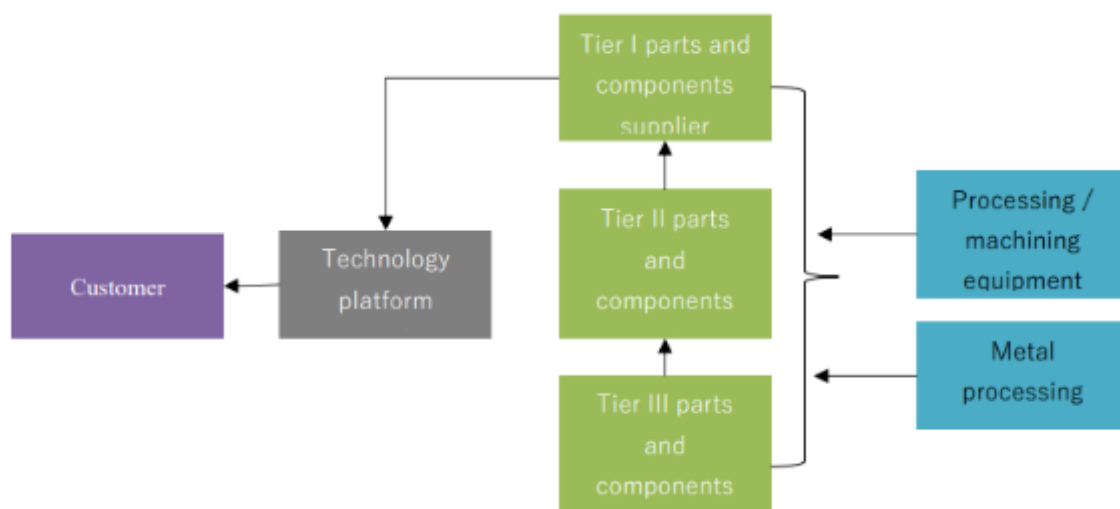 Tier I parts and
components
supplier
Tier II parts
and
components
Tier III parts
and
components
Technology
platform
Customer
Processing /
machining
equipment
Metal
processing